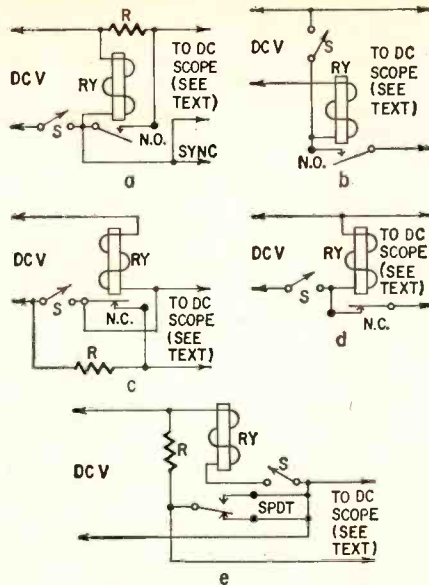 R
DC V
RY
TO DC
SCOPE
(SEE
TEXT)
S
N.O.
SYNC
a
DC V
S
RY
TO DC
SCOPE
(SEE
TEXT)
N.O.
b
DC V
RY
S
N.C.
TO DC
SCOPE
(SEE
TEXT)
R
c
DC V
RY
TO DC
SCOPE
(SEE
TEXT)
S
N.C.
d
DC V
R
RY
S
SPDT
TO DC
SCOPE
(SEE
TEXT)
e